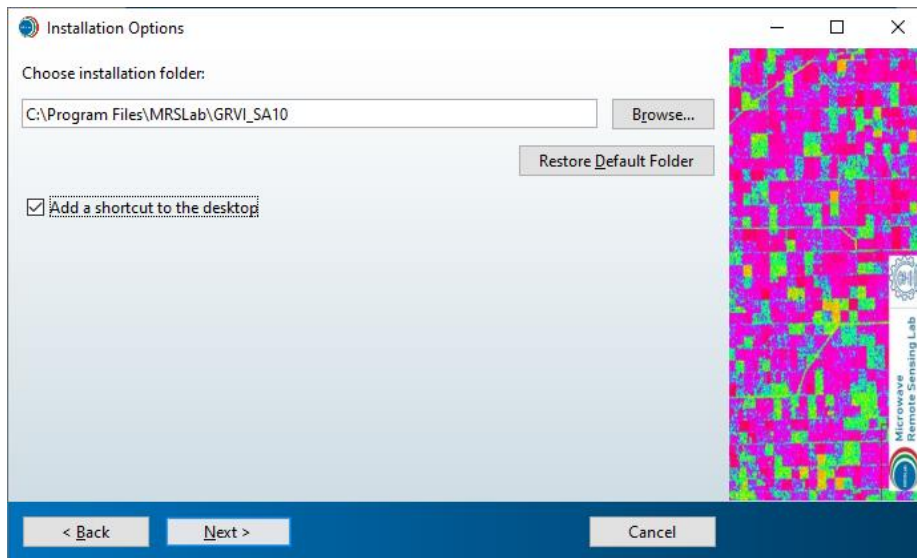 Installation Options
Choose installation folder:
C:\Program Files\MRSLab\GRVI_SA10
Browse...
Restore Default Folder
Add a shortcut to the desktop
Microwave
Remote Sensing Lab
< Back
Next >
Cancel